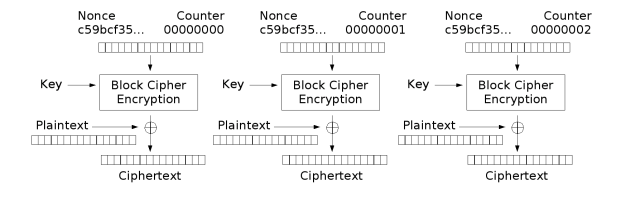 Nonce Counter
c59bcf35... 00000000
Key
Block Cipher
Encryption
Plaintext
Ciphertext
Nonce Counter
c59bcf35... 00000001
Key
Block Cipher
Encryption
Plaintext
Ciphertext
Nonce Counter
c59bcf35... 00000002
Key
Block Cipher
Encryption
Plaintext
Ciphertext